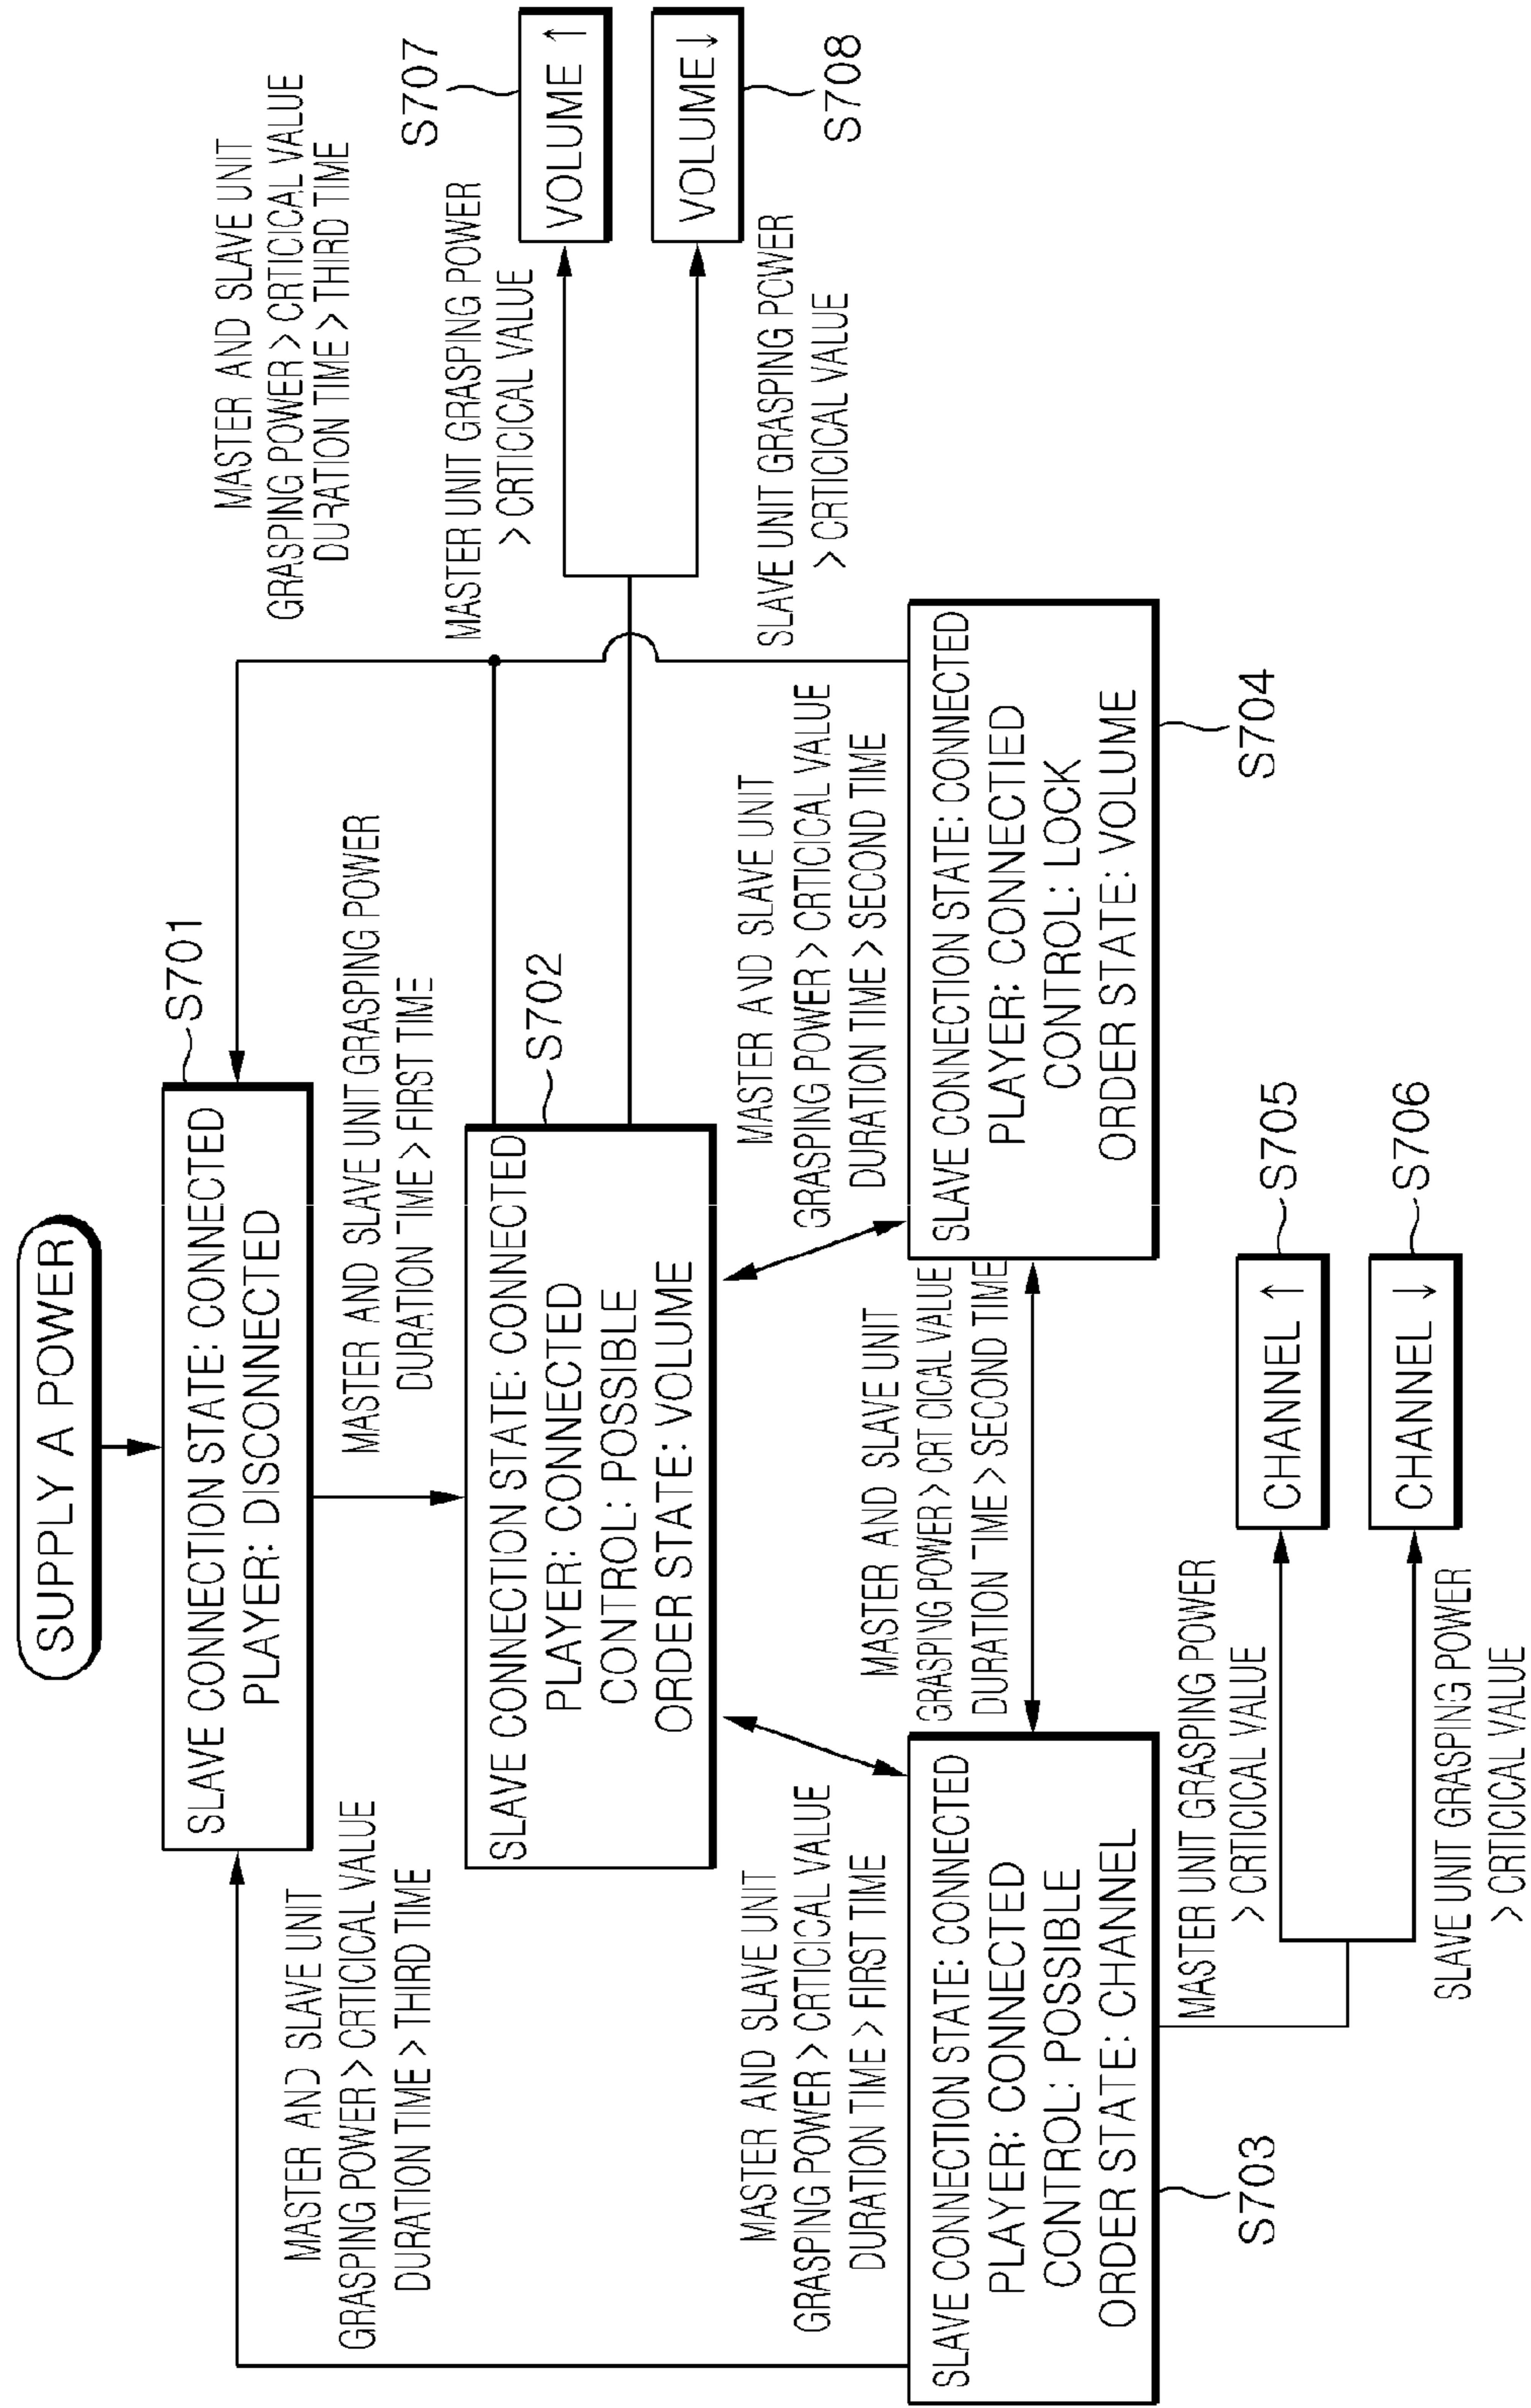 SUPPLY A POWER
S701
SLAVE CONNECTION STATE: CONNECTED
PLAYER: DISCONNECTED
MASTER AND SLAVE UNIT
GRASPING POWER > CRTICICAL VALUE
DURATION TIME > THIRD TIME
MASTER AND SLAVE UNIT GRASPING POWER
DURATION TIME > FIRST TIME
MASTER AND SLAVE UNIT
GRASPING POWER > CRTICICAL VALUE
DURATION TIME > THIRD TIME
S702
SLAVE CONNECTION STATE: CONNECTED
PLAYER: CONNECTED
CONTROL: POSSIBLE
ORDER STATE: VOLUME
MASTER UNIT GRASPING POWER
> CRTICICAL VALUE
S707
VOLUME ↑
VOLUME ↓
S708
SLAVE UNIT GRASPING POWER
> CRTICICAL VALUE
MASTER AND SLAVE UNIT
GRASPING POWER > CRTICICAL VALUE
DURATION TIME > FIRST TIME
MASTER AND SLAVE UNIT
GRASPING POWER > CRTICICAL VALUE
DURATION TIME > SECOND TIME
MASTER AND SLAVE UNIT
GRASPING POWER > CRT CICAL VALUE
DURATION TIME > SECOND TIME
SLAVE CONNECTION STATE: CONNECTED
PLAYER: CONNECTED
CONTROL: POSSIBLE
ORDER STATE: CHANNEL
S703
SLAVE CONNECTION STATE: CONNECTED
PLAYER: CONNECTIED
CONTROL: LOCK
ORDER STATE: VOLUME
S704
MASTER UNIT GRASPING POWER
> CRTICICAL VALUE
S705
CHANNEL ↑
CHANNEL ↓
S706
SLAVE UNIT GRASPING POWER
> CRTICICAL VALUE